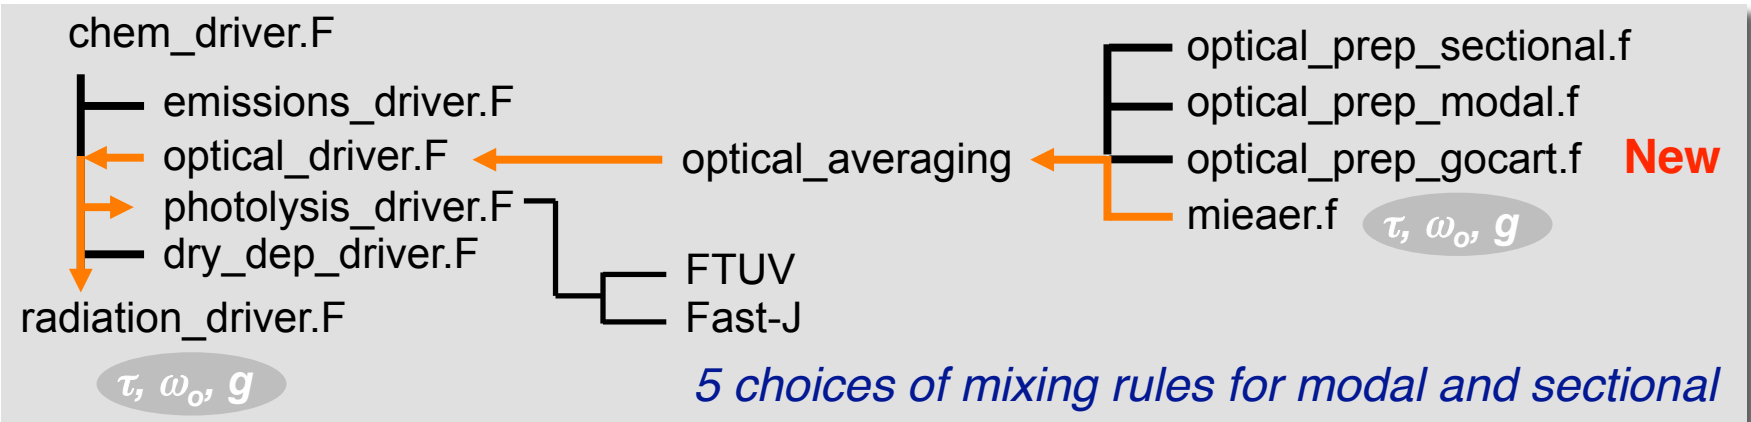 chem_driver.F
emissions_driver.F
optical_driver.F
photolysis_driver.F
dry_dep_driver.F
radiation_driver.F
τ, ωo, g
FTUV
Fast-J
optical_averaging
optical_prep_sectional.f
optical_prep_modal.f
optical_prep_gocart.f New
mieaer.f
τ, ωo, g
5 choices of mixing rules for modal and sectional